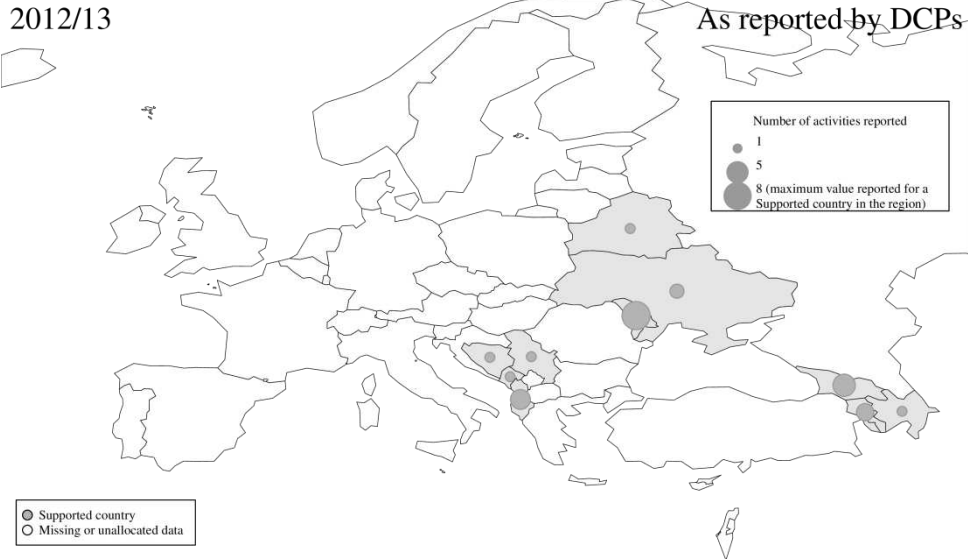 2012/13
As reported by DCPs
Number of activities reported
1
5
8 (maximum value reported for a
Supported country in the region)
Supported country
Missing or unallocated data